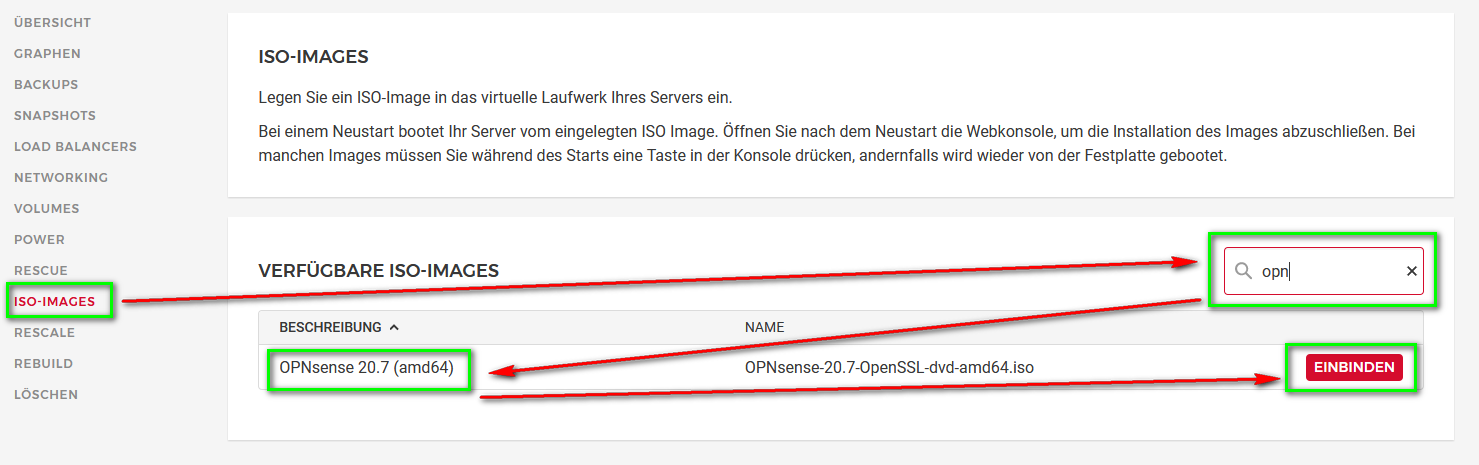 ÜBERSICHT
GRAPHEN
BACKUPS
SNAPSHOTS
LOAD BALANCERS
NETWORKING
VOLUMES
POWER
RESCUE
ISO-IMAGES
RESCALE
REBUILD
LÖSCHEN
ISO-IMAGES
Legen Sie ein ISO-Image in das virtuelle Laufwerk Ihres Servers ein.
Bei einem Neustart bootet Ihr Server vom eingelegten ISO Image. Öffnen Sie nach dem Neustart die Webkonsole, um die Installation des Images abzuschließen. Bei
manchen Images müssen Sie während des Starts eine Taste in der Konsole drücken, andernfalls wird wieder von der Festplatte gebootet.
VERFÜGBARE ISO-IMAGES
opn
BESCHREIBUNG NAME
OPNsense 20.7 (amd64) OPNsense-20.7-OpenSSL-dvd-amd64.iso EINBINDEN